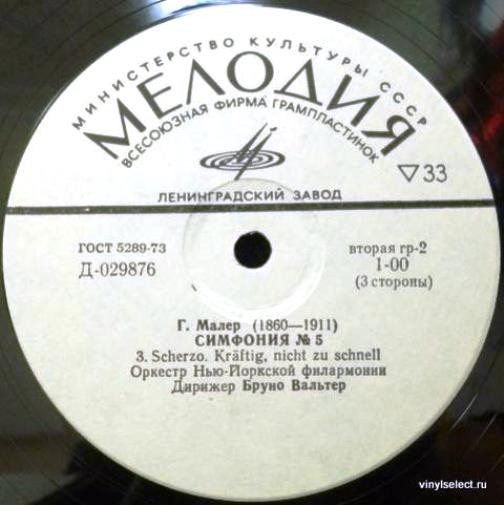 МИНИСТЕРСТВО КУЛЬТУРЫ СССР
МЕЛОДИЯ
ВСЕСОЮЗНАЯ ФИРМА ГРАМПЛАСТИНОК
▽33
ЛЕНИНГРАДСКИЙ ЗАВОД
ГОСТ 5289-73
Д-029876
вторая гр-2
1-00
(3 стороны)
Г. Малер (1860—1911)
СИМФОНИЯ № 5
3. Scherzo. Kräftig, nicht zu schnell
Оркестр Нью-Йоркской филармонии
Дирижер Бруно Вальтер
vinylselect.ru